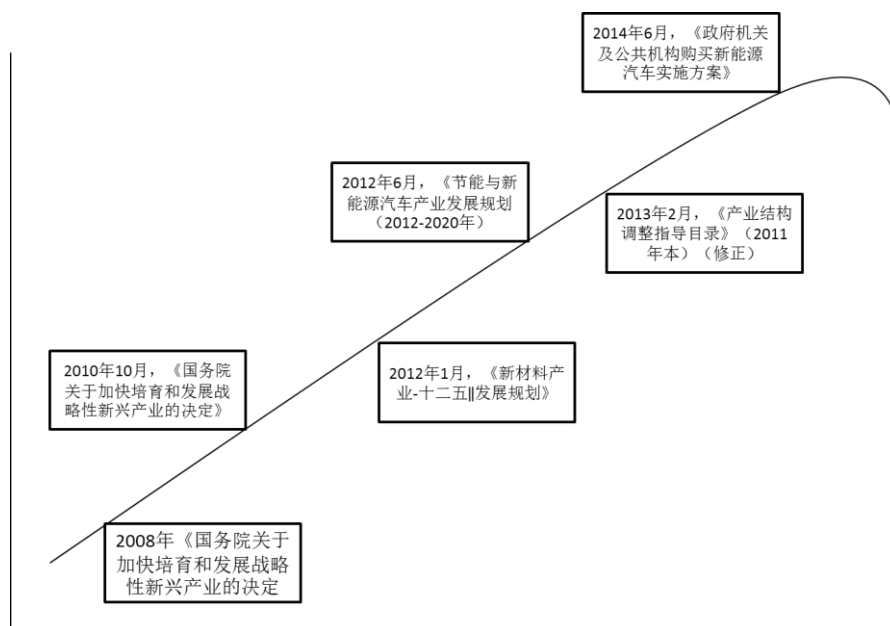 2014年6月，《政府机关
及公共机构购买新能源
汽车实施方案》
2012年6月，《节能与新
能源汽车产业发展规划
（2012-2020年）
2013年2月，《产业结构
调整指导目录》（2011
年本）（修正）
2010年10月，《国务院
关于加快培育和发展战
略性新兴产业的决定》
2012年1月，《新材料产
业-十二五‖发展规划》
2008年《国务院关于
加快培育和发展战略
性新兴产业的决定